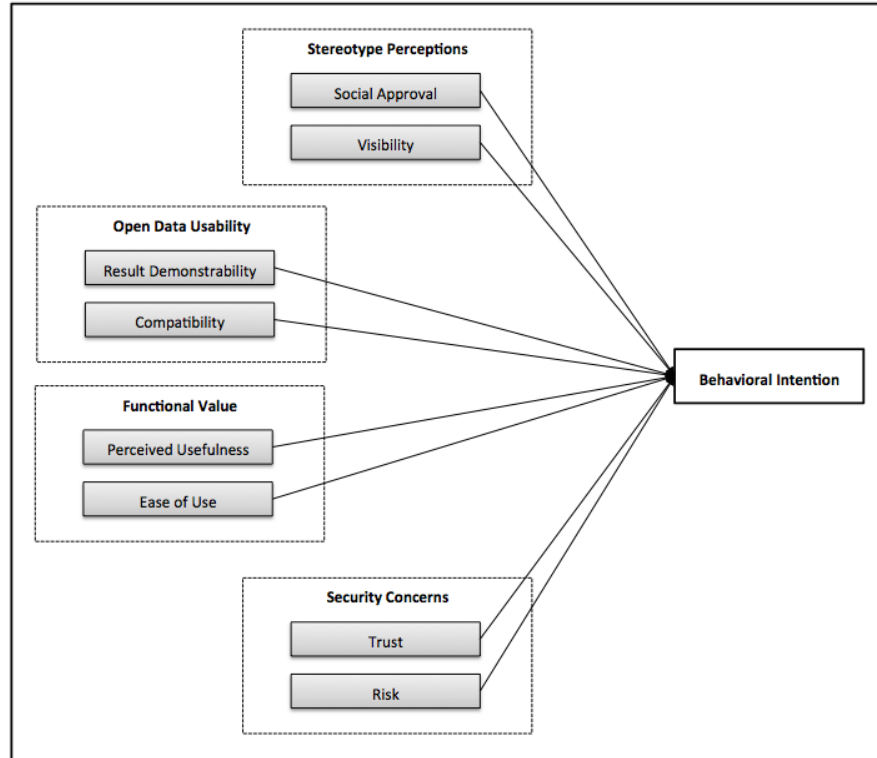 Stereotype Perceptions
Social Approval
Visibility
Open Data Usability
Result Demonstrability
Compatibility
Behavioral Intention
Functional Value
Perceived Usefulness
Ease of Use
Security Concerns
Trust
Risk